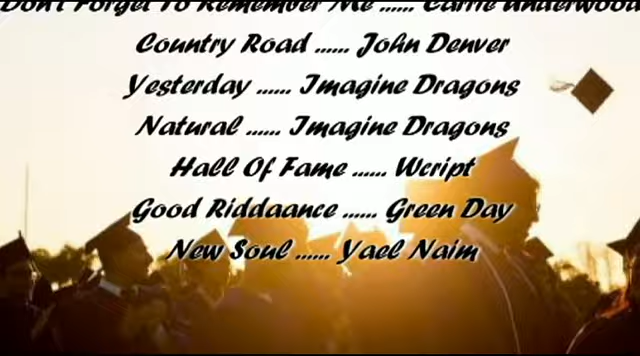 Don't Forget To Remember Me ...... Carrie Underwood
Country Road ...... John Denver
Yesterday ...... Imagine Dragons
Natural ...... Imagine Dragons
Hall Of Fame ...... Wcript
Good Riddaance ...... Green Day
New Soul ...... Yael Naim